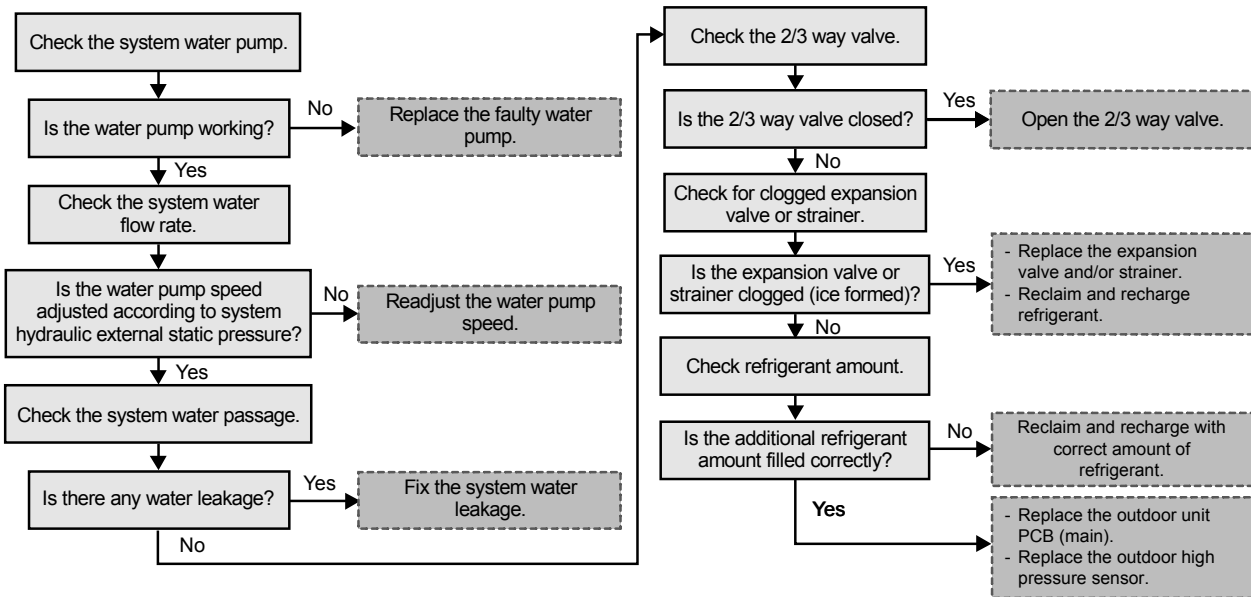 Check the system water pump.
Is the water pump working?
No
Replace the faulty water
pump.
Yes
Check the system water
flow rate.
Is the water pump speed
adjusted according to system
hydraulic external static pressure?
No
Readjust the water pump
speed.
Yes
Check the system water passage.
Is there any water leakage?
Yes
Fix the system water
leakage.
No
Check the 2/3 way valve.
Is the 2/3 way valve closed?
Yes
Open the 2/3 way valve.
No
Check for clogged expansion
valve or strainer.
Is the expansion valve or
strainer clogged (ice formed)?
Yes
- Replace the expansion
valve and/or strainer.
- Reclaim and recharge
refrigerant.
No
Check refrigerant amount.
Is the additional refrigerant
amount filled correctly?
No
Reclaim and recharge with
correct amount of
refrigerant.
Yes
- Replace the outdoor unit
PCB (main).
- Replace the outdoor high
pressure sensor.